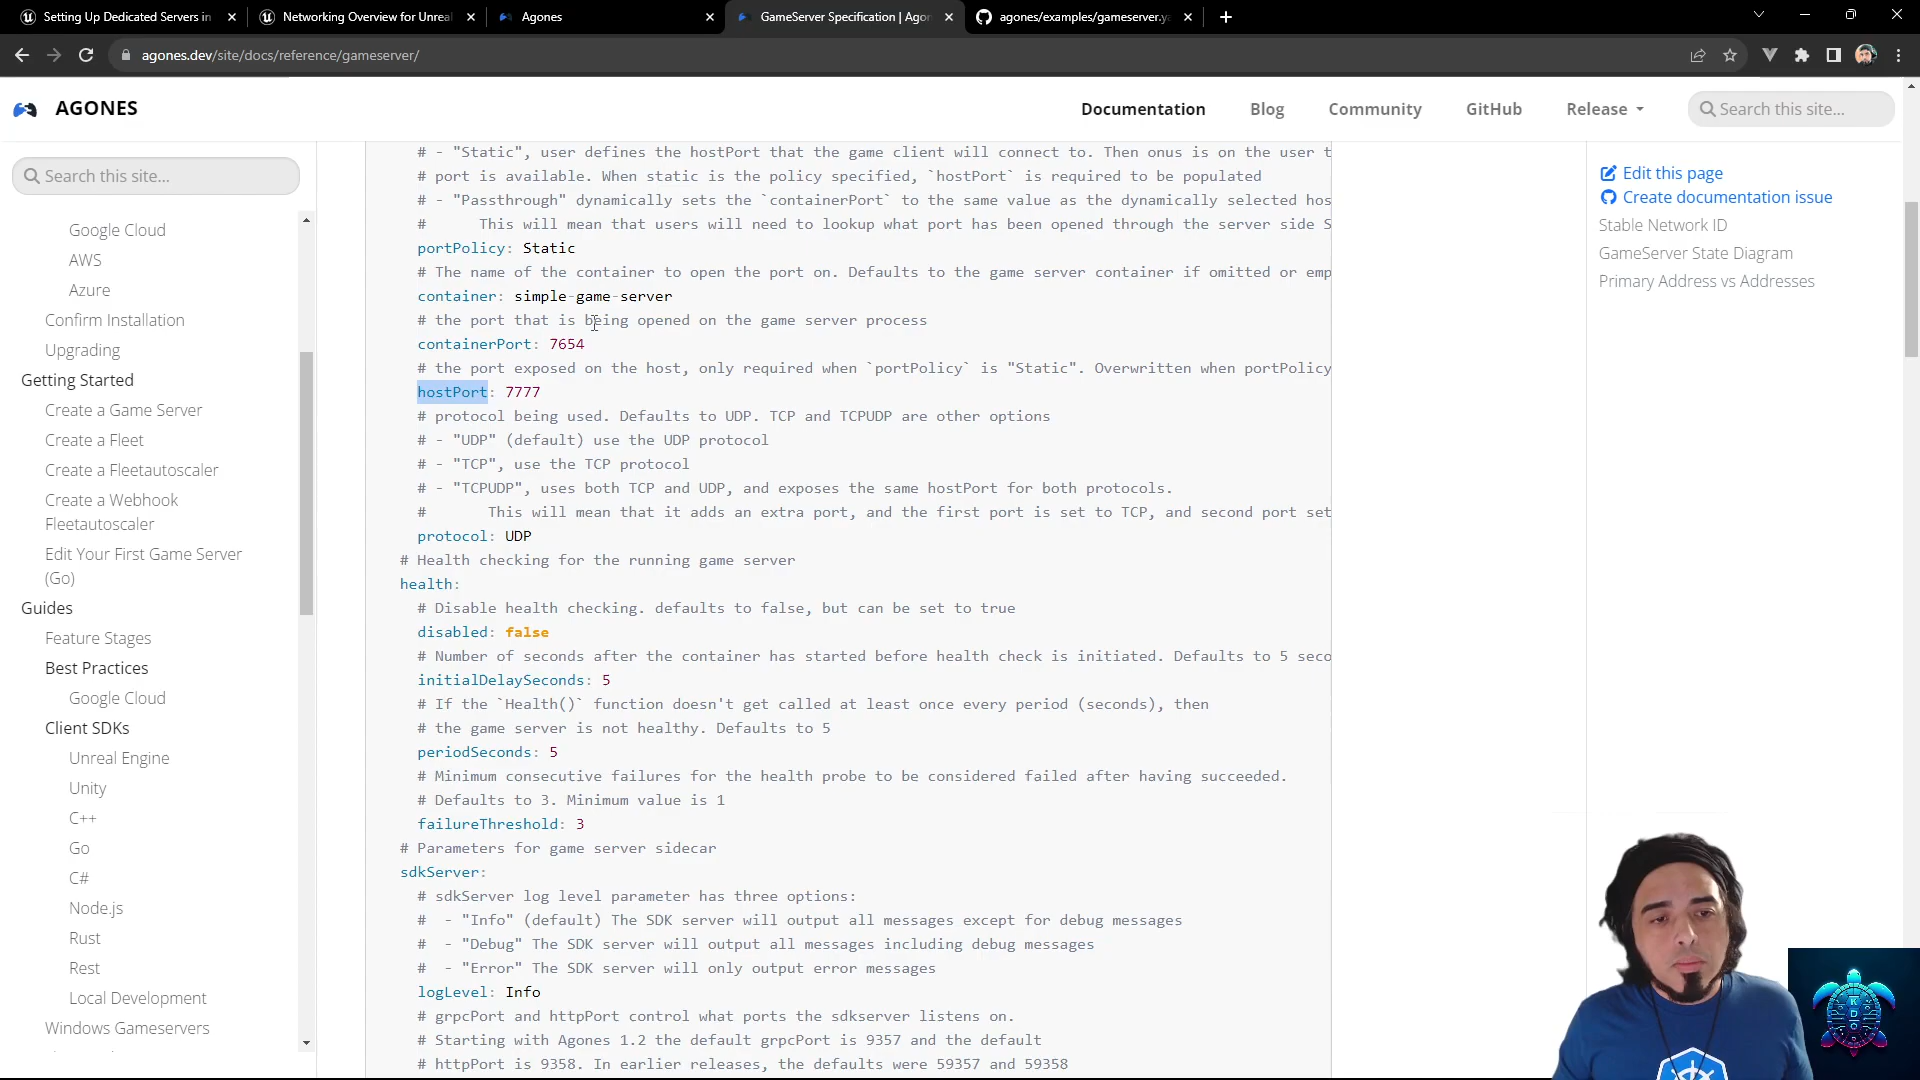 Setting Up Dedicated Servers in
Networking Overview for Unreal
Agones
GameServer Specification | Agon
agones/examples/gameserver.ya
agones.dev/site/docs/reference/gameserver/
AGONES
Documentation
Blog
Community
GitHub
Release
Search this site...
Search this site...
Google Cloud
AWS
Azure
Confirm Installation
Upgrading
Getting Started
Create a Game Server
Create a Fleet
Create a Fleetautoscaler
Create a Webhook
Fleetautoscaler
Edit Your First Game Server
(Go)
Guides
Feature Stages
Best Practices
Google Cloud
Client SDKs
Unreal Engine
Unity
C++
Go
C#
Node.js
Rust
Rest
Local Development
Windows Gameservers
# - "Static", user defines the hostPort that the game client will connect to. Then onus is on the user t
# port is available. When static is the policy specified, `hostPort` is required to be populated
# - "Passthrough" dynamically sets the `containerPort` to the same value as the dynamically selected hos
# This will mean that users will need to lookup what port has been opened through the server side S
portPolicy: Static
# The name of the container to open the port on. Defaults to the game server container if omitted or emp
container: simple-game-server
# the port that is being opened on the game server process
containerPort: 7654
# the port exposed on the host, only required when `portPolicy` is "Static". Overwritten when portPolicy
hostPort: 7777
# protocol being used. Defaults to UDP. TCP and TCPUDP are other options
# - "UDP" (default) use the UDP protocol
# - "TCP", use the TCP protocol
# - "TCPUDP", uses both TCP and UDP, and exposes the same hostPort for both protocols.
# This will mean that it adds an extra port, and the first port is set to TCP, and second port set
protocol: UDP
# Health checking for the running game server
health:
# Disable health checking. defaults to false, but can be set to true
disabled: false
# Number of seconds after the container has started before health check is initiated. Defaults to 5 seco
initialDelaySeconds: 5
# If the `Health()` function doesn't get called at least once every period (seconds), then
# the game server is not healthy. Defaults to 5
periodSeconds: 5
# Minimum consecutive failures for the health probe to be considered failed after having succeeded.
# Defaults to 3. Minimum value is 1
failureThreshold: 3
# Parameters for game server sidecar
sdkServer:
# sdkServer log level parameter has three options:
# - "Info" (default) The SDK server will output all messages except for debug messages
# - "Debug" The SDK server will output all messages including debug messages
# - "Error" The SDK server will only output error messages
logLevel: Info
# grpcPort and httpPort control what ports the sdkserver listens on.
# Starting with Agones 1.2 the default grpcPort is 9357 and the default
# httpPort is 9358. In earlier releases, the defaults were 59357 and 59358
Edit this page
Create documentation issue
Stable Network ID
GameServer State Diagram
Primary Address vs Addresses